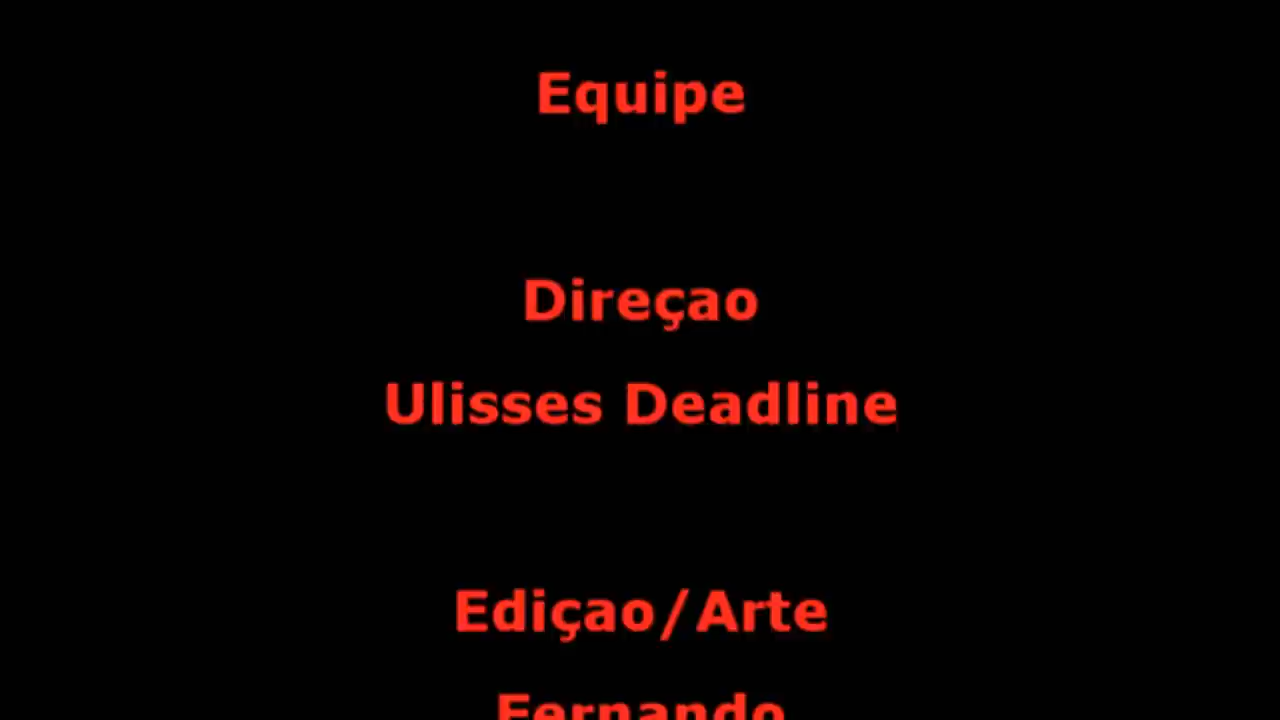 Equipe
Direçao
Ulisses Deadline
Ediçao/Arte
Fernando